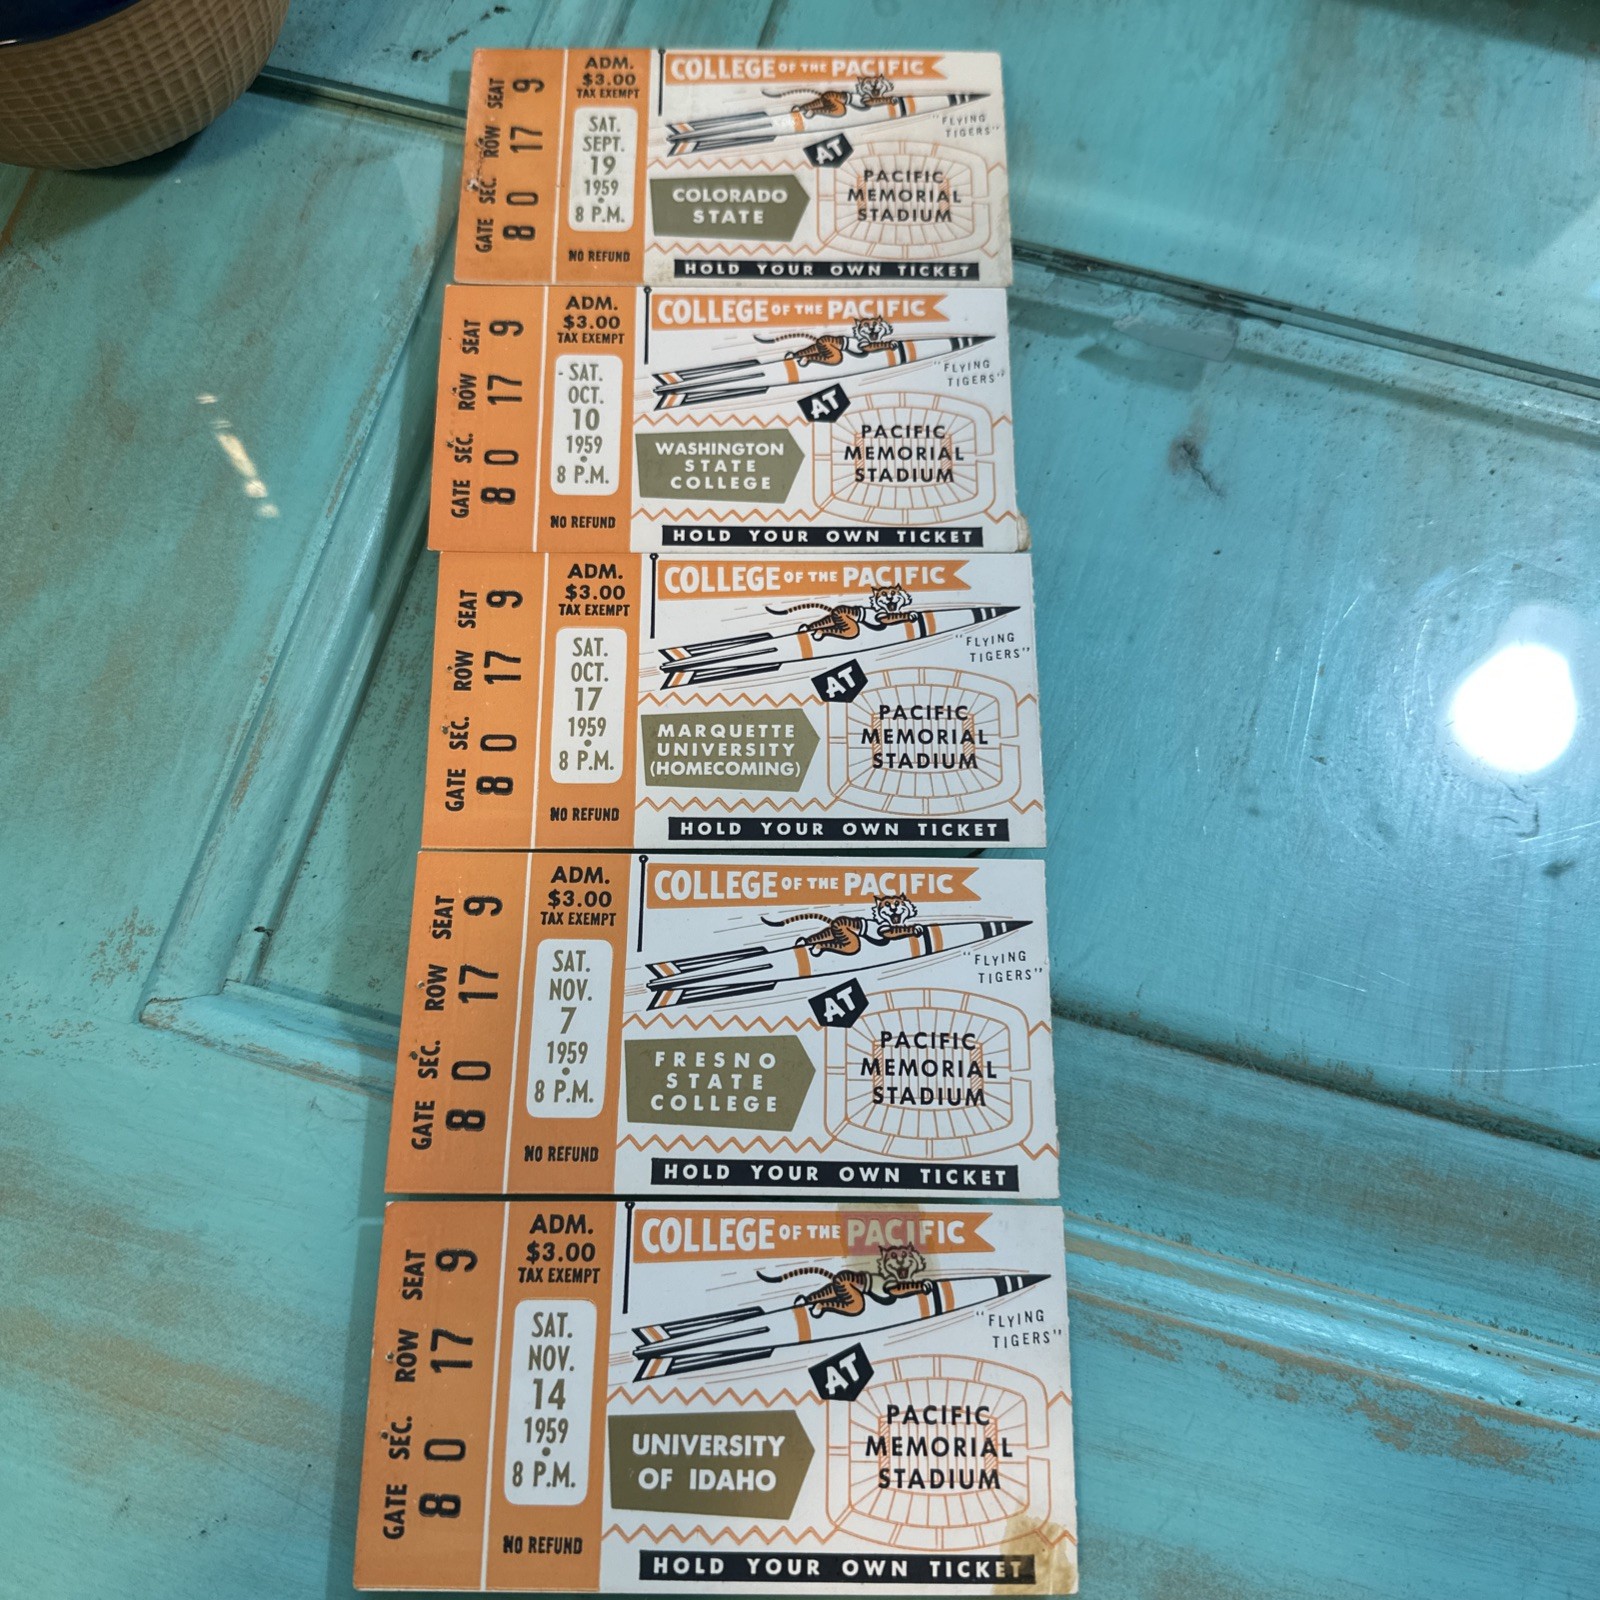 GATE SEC. ROW SEAT
8 0 17 9
ADM.
$3.00
TAX EXEMPT
SAT.
SEPT.
19
1959
8 P.M.
NO REFUND
COLLEGE OF THE PACIFIC
"FLYING
TIGERS"
AT
COLORADO
STATE
PACIFIC
MEMORIAL
STADIUM
HOLD YOUR OWN TICKET
GATE SEC. ROW SEAT
8 0 17 9
ADM.
$3.00
TAX EXEMPT
SAT.
OCT.
10
1959
8 P.M.
NO REFUND
COLLEGE OF THE PACIFIC
"FLYING
TIGERS"
AT
WASHINGTON
STATE
COLLEGE
PACIFIC
MEMORIAL
STADIUM
HOLD YOUR OWN TICKET
GATE SEC. ROW SEAT
8 0 17 9
ADM.
$3.00
TAX EXEMPT
SAT.
OCT.
17
1959
8 P.M.
NO REFUND
COLLEGE OF THE PACIFIC
"FLYING
TIGERS"
AT
MARQUETTE
UNIVERSITY
(HOMECOMING)
PACIFIC
MEMORIAL
STADIUM
HOLD YOUR OWN TICKET
GATE SEC. ROW SEAT
8 0 17 9
ADM.
$3.00
TAX EXEMPT
SAT.
NOV.
7
1959
8 P.M.
NO REFUND
COLLEGE OF THE PACIFIC
"FLYING
TIGERS"
AT
FRESNO
STATE
COLLEGE
PACIFIC
MEMORIAL
STADIUM
HOLD YOUR OWN TICKET
GATE SEC. ROW SEAT
8 0 17 9
ADM.
$3.00
TAX EXEMPT
SAT.
NOV.
14
1959
8 P.M.
NO REFUND
COLLEGE OF THE PACIFIC
"FLYING
TIGERS"
AT
UNIVERSITY
OF IDAHO
PACIFIC
MEMORIAL
STADIUM
HOLD YOUR OWN TICKET